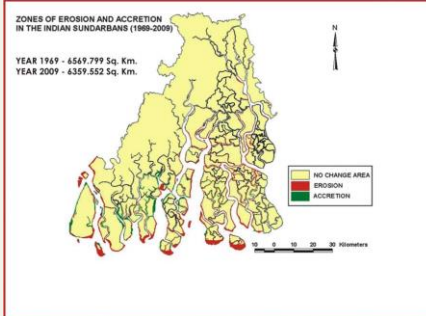 ZONES OF EROSION AND ACCRETION
IN THE INDIAN SUNDARBANS (1969-2009)
N
YEAR 1969 - 6569.799 Sq. Km.
YEAR 2009 - 6359.552 Sq. Km.
NO CHANGE AREA
EROSION
ACCRETION
10 0 10 20 30 Kilometers